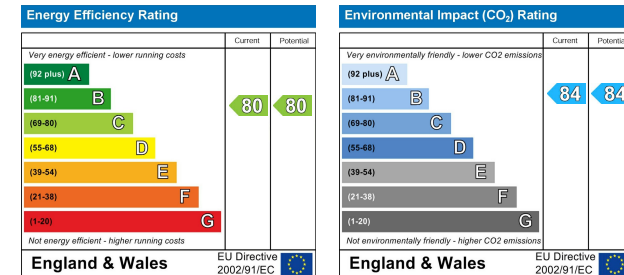 Energy Efficiency Rating
Current Potential
Very energy efficient - lower running costs
(92 plus) A
(81-91) B
(69-80) C
(55-68) D
(39-54) E
(21-38) F
(1-20) G
80 80
Not energy efficient - higher running costs
England & Wales
EU Directive
2002/91/EC
Environmental Impact (CO₂) Rating
Current Potential
Very environmentally friendly - lower CO2 emissions
(92 plus) A
(81-91) B
(69-80) C
(55-68) D
(39-54) E
(21-38) F
(1-20) G
84 84
Not environmentally friendly - higher CO2 emissions
England & Wales
EU Directive
2002/91/EC